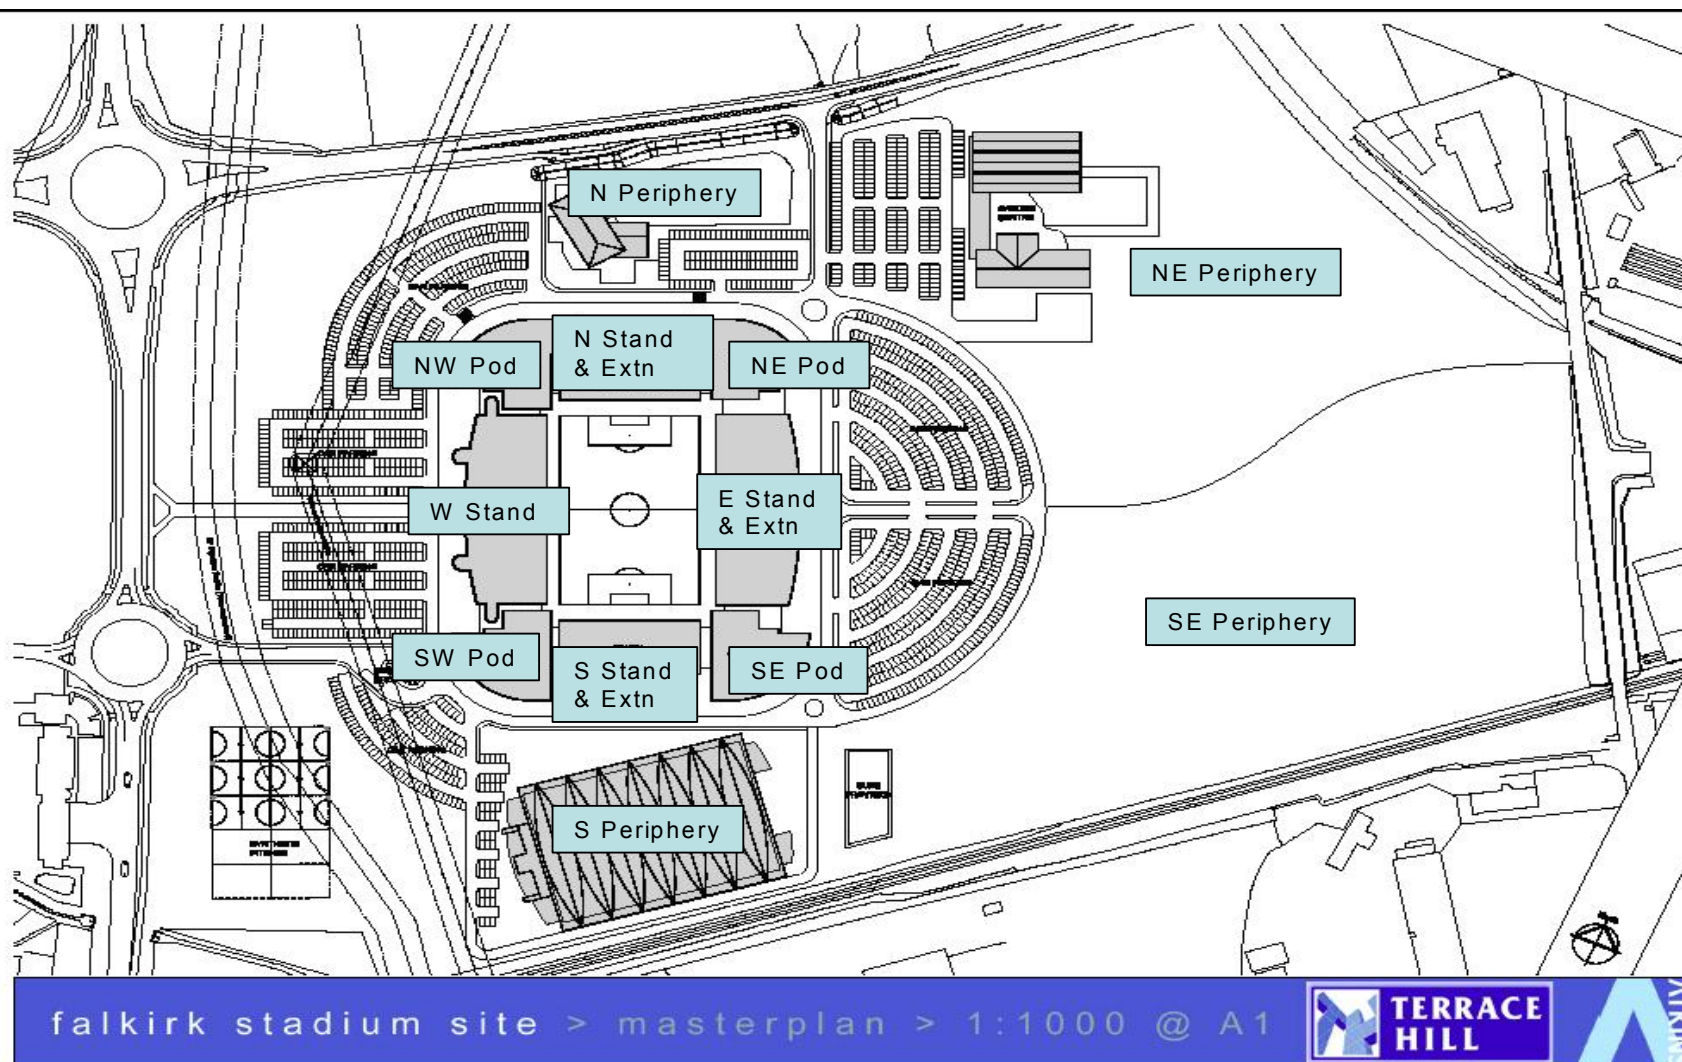 N Periphery
NE Periphery
N Stand
& Extn
NW Pod
NE Pod
W Stand
E Stand
& Extn
SE Periphery
SW Pod
S Stand
& Extn
SE Pod
S Periphery
falkirk stadium site > masterplan > 1:1000 @ A1
TERRACE
HILL
ATKINS